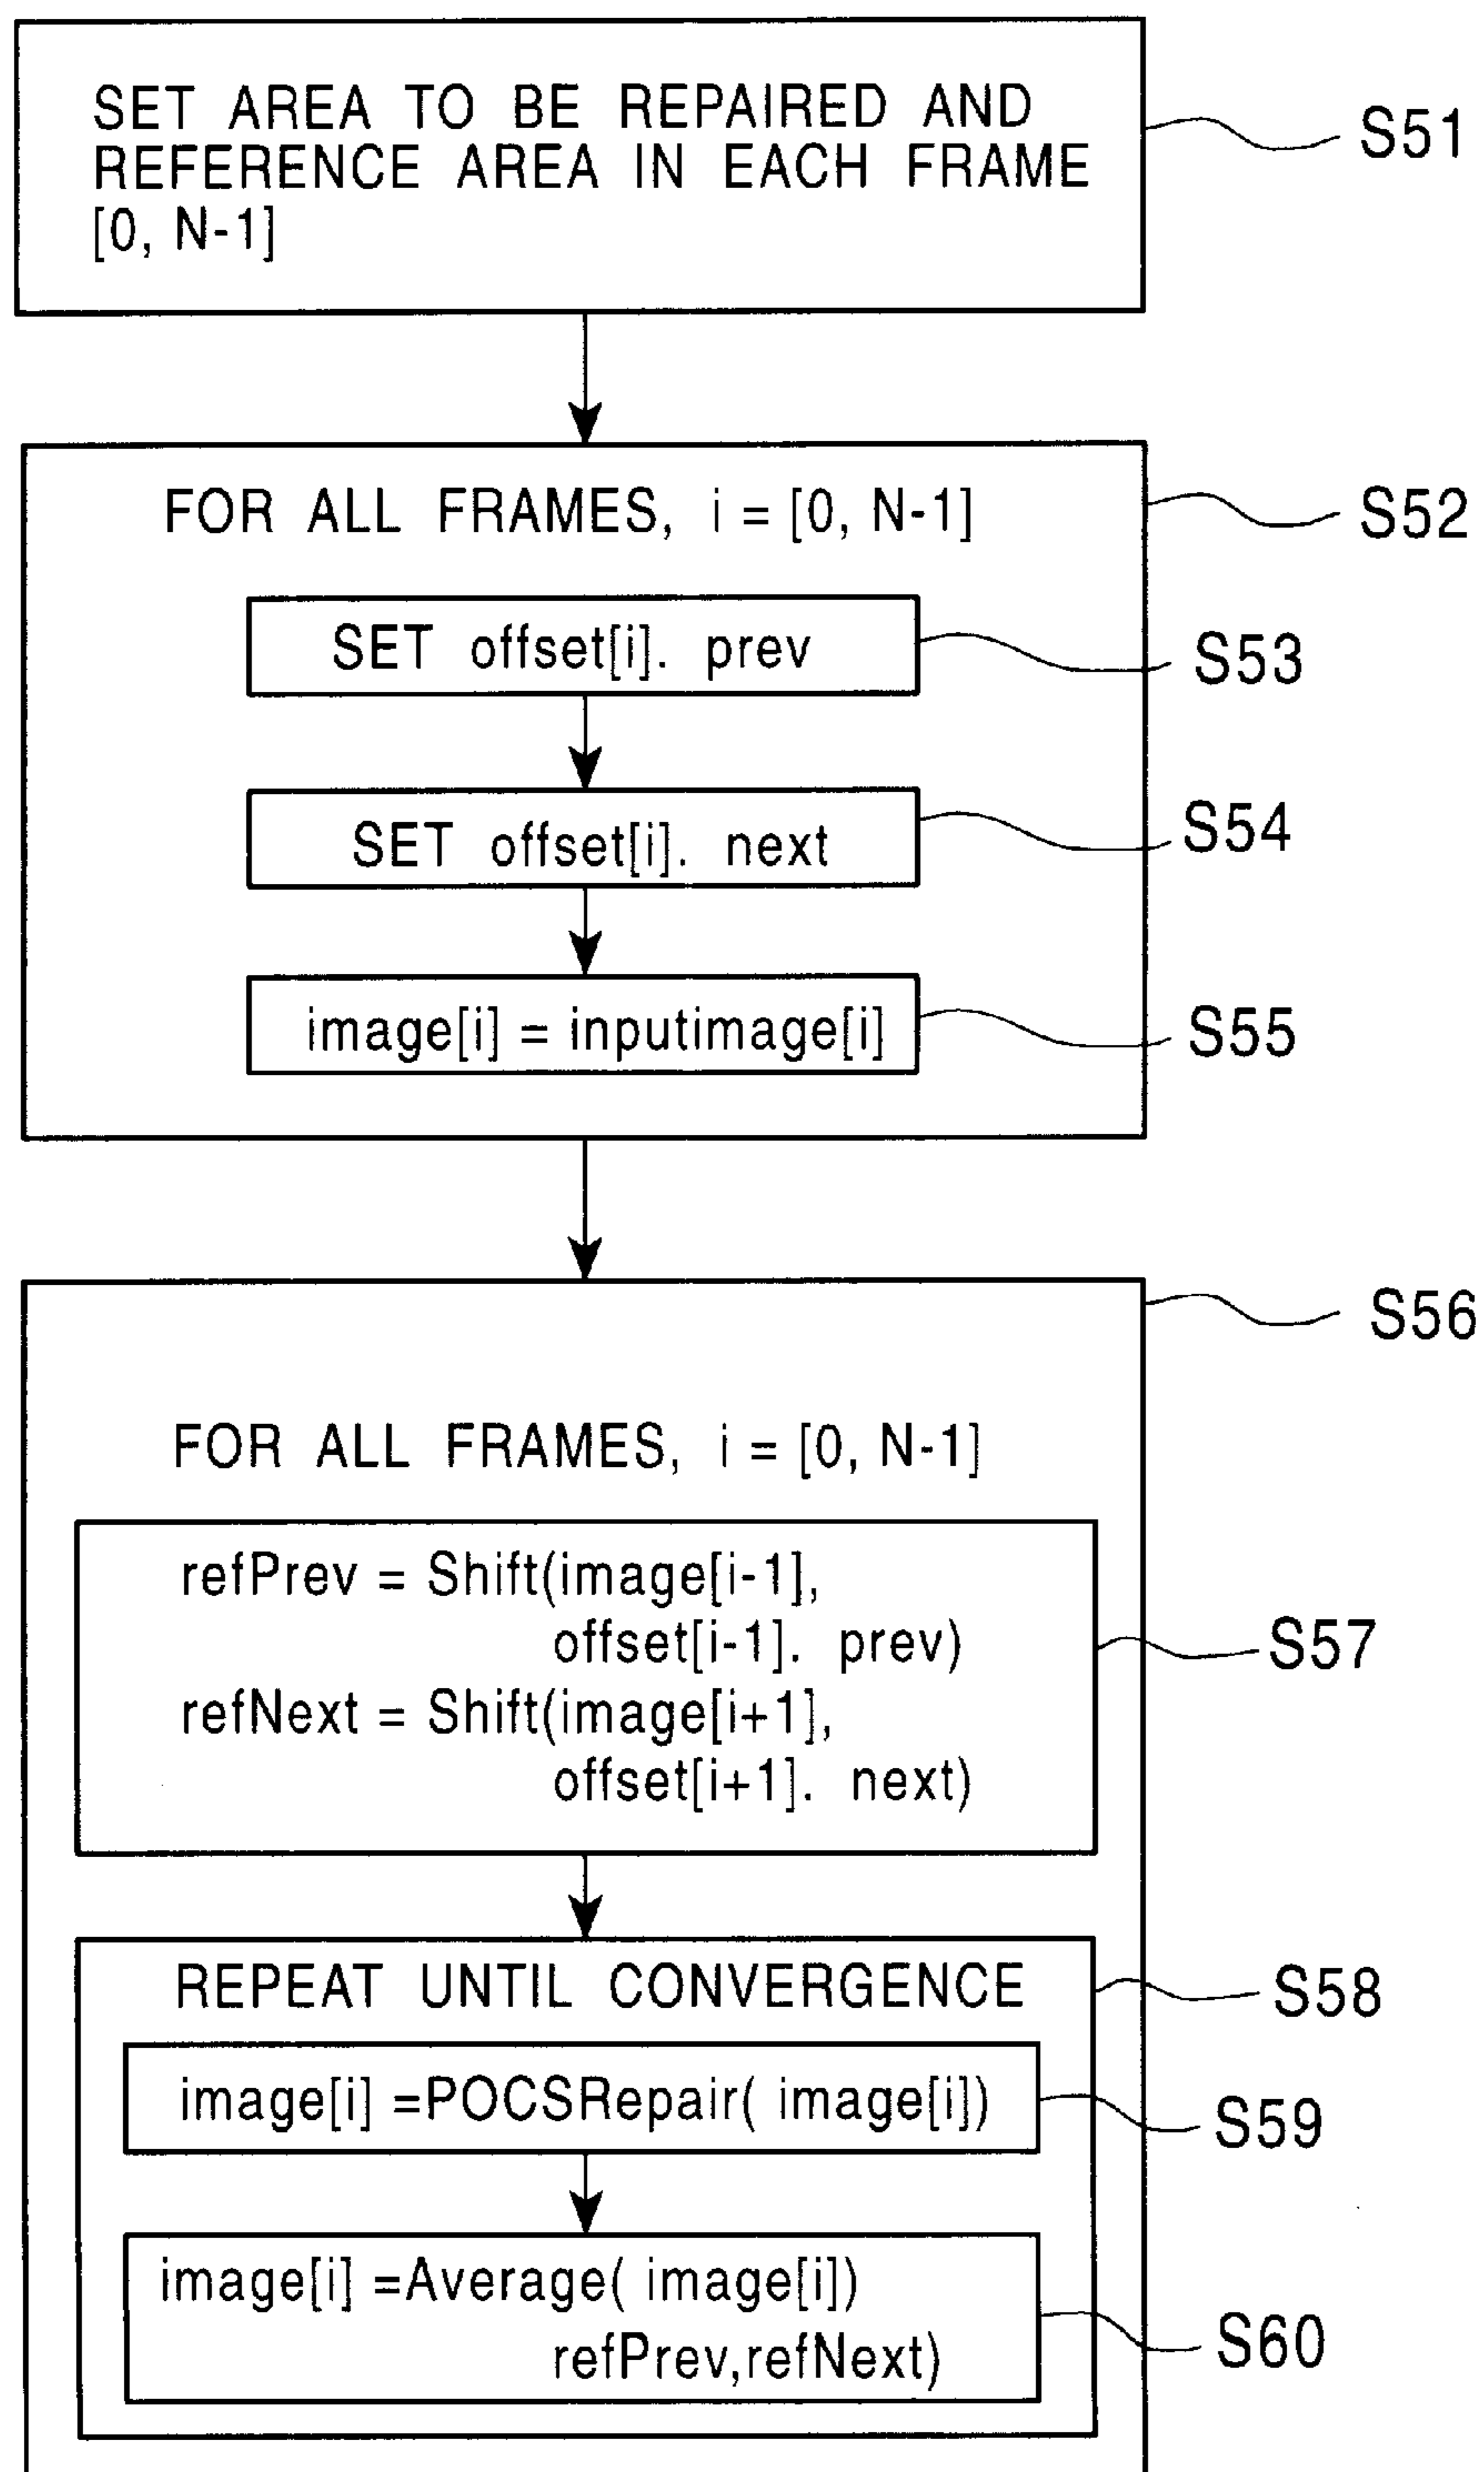 SET AREA TO BE REPAIRED AND
REFERENCE AREA IN EACH FRAME
[0, N-1]
S51
FOR ALL FRAMES, i = [0, N-1]
S52
SET offset[i]. prev
S53
SET offset[i]. next
S54
image[i] = inputimage[i]
S55
S56
FOR ALL FRAMES, i = [0, N-1]
refPrev = Shift(image[i-1],
offset[i-1]. prev)
refNext = Shift(image[i+1],
offset[i+1]. next)
S57
REPEAT UNTIL CONVERGENCE
S58
image[i] =POCSRepair( image[i])
S59
image[i] =Average( image[i])
refPrev,refNext)
S60